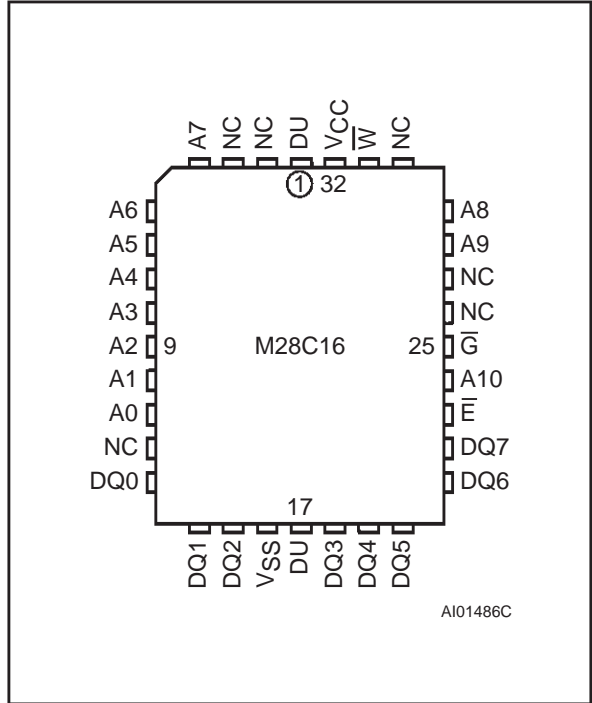 A7 NC NC DU VCC W̅ NC
1 32
A6 A8
A5 A9
A4 NC
A3 NC
A2 9 M28C16 25 G̅
A1 A10
A0 E̅
NC DQ7
DQ0 DQ6
17
DQ1 DQ2 VSS DU DQ3 DQ4 DQ5
AI01486C